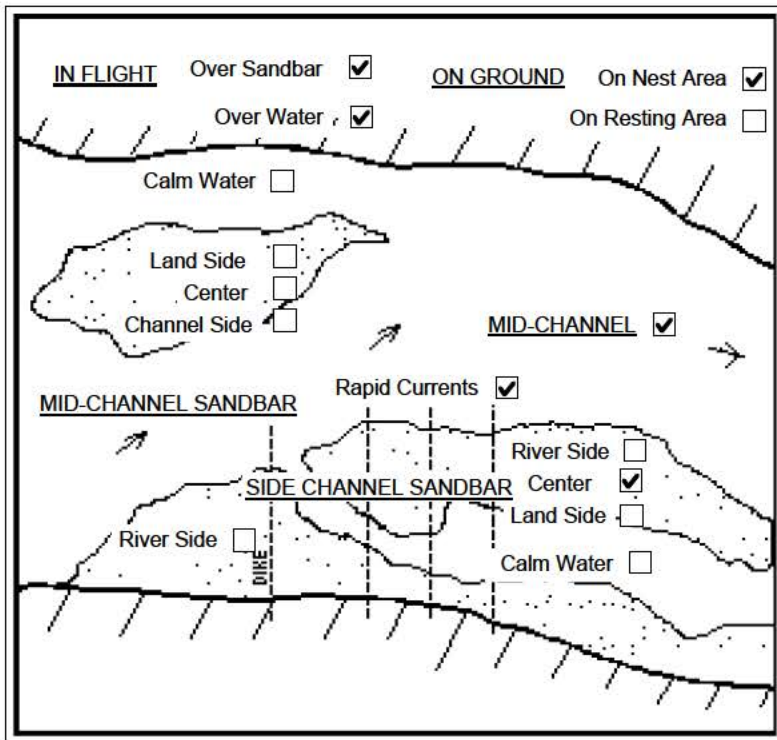 IN FLIGHT Over Sandbar ☑ ON GROUND On Nest Area ☑
Over Water ☑ On Resting Area ☐
Calm Water ☐
Land Side ☐
Center ☐
Channel Side ☐
MID-CHANNEL ☑
Rapid Currents ☑
MID-CHANNEL SANDBAR
River Side ☐
SIDE CHANNEL SANDBAR Center ☑
Land Side ☐
River Side ☐
DIKE
Calm Water ☐